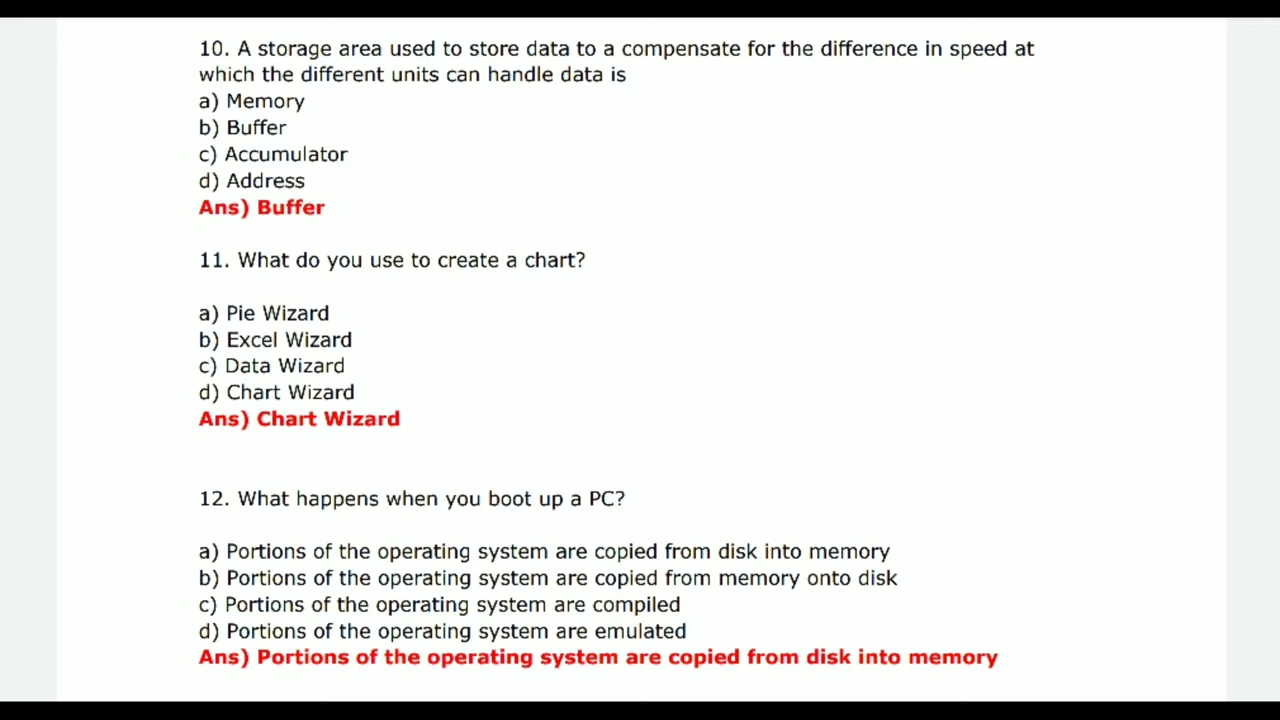 10. A storage area used to store data to a compensate for the difference in speed at
which the different units can handle data is
a) Memory
b) Buffer
c) Accumulator
d) Address
Ans) Buffer
11. What do you use to create a chart?
a) Pie Wizard
b) Excel Wizard
c) Data Wizard
d) Chart Wizard
Ans) Chart Wizard
12. What happens when you boot up a PC?
a) Portions of the operating system are copied from disk into memory
b) Portions of the operating system are copied from memory onto disk
c) Portions of the operating system are compiled
d) Portions of the operating system are emulated
Ans) Portions of the operating system are copied from disk into memory